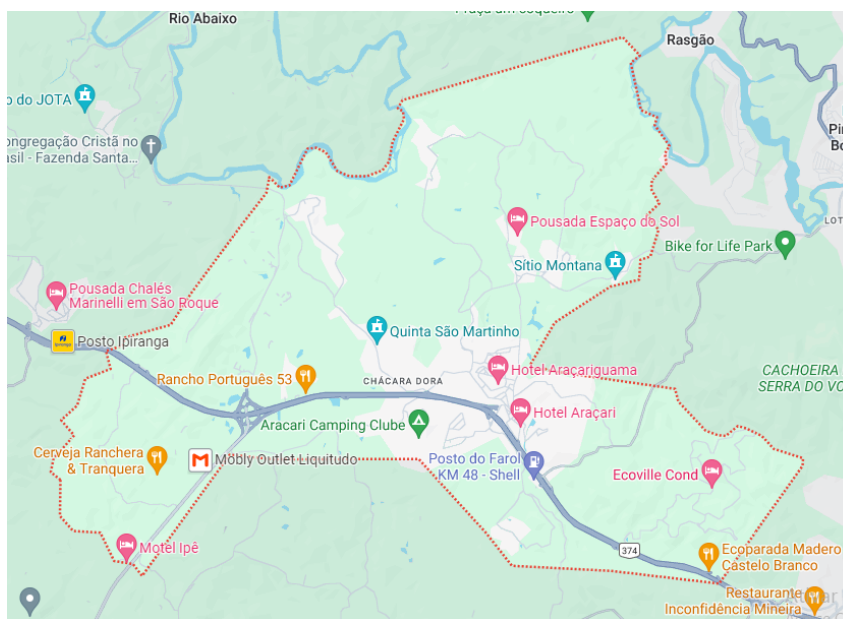 Rio Abaixo
Rasgão
o do JOTA
ongregação Cristã no
asil - Fazenda Santa...
Pousada Espaço do Sol
Bike for Life Park
Sítio Montana
Pousada Chalés
Marinelli em São Roque
Posto Ipiranga
Quinta São Martinho
Rancho Português 53
CHÁCARA DORA
Hotel Araçariguama
CACHOEIRA
SERRA DO VO
Hotel Araçari
Aracari Camping Clube
Cerveja Ranchera
& Tranquera
Mobly Outlet Liquitudo
Posto do Farol
KM 48 - Shell
Ecoville Cond
Motel Ipê
374
Ecoparada Madero
Castelo Branco
Restaurante
Inconfidência Mineira